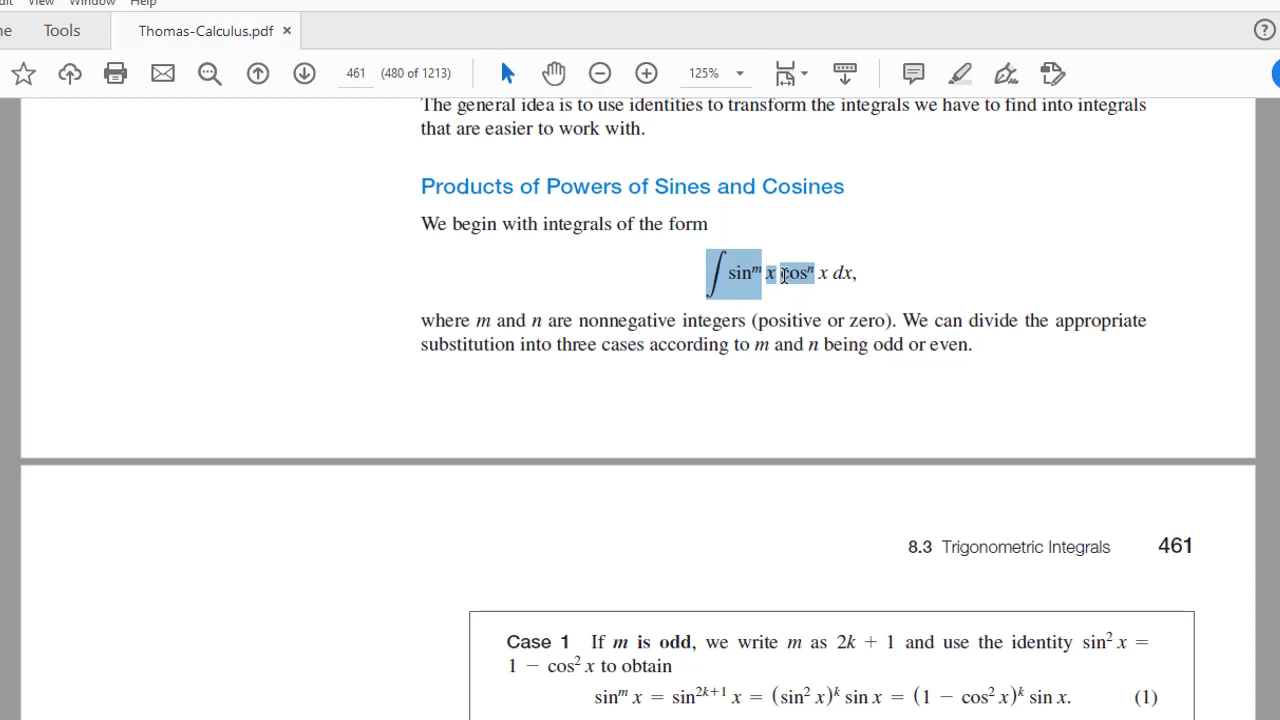 View Window Help
Tools Thomas-Calculus.pdf ×
461 (480 of 1213) 125%
The general idea is to use identities to transform the integrals we have to find into integrals
that are easier to work with.
Products of Powers of Sines and Cosines
We begin with integrals of the form
∫ sinᵐ x cosⁿ x dx,
where m and n are nonnegative integers (positive or zero). We can divide the appropriate
substitution into three cases according to m and n being odd or even.
8.3 Trigonometric Integrals 461
Case 1 If m is odd, we write m as 2k + 1 and use the identity sin² x =
1 − cos² x to obtain
sinᵐ x = sin²ᵏ⁺¹ x = (sin² x)ᵏ sin x = (1 − cos² x)ᵏ sin x. (1)